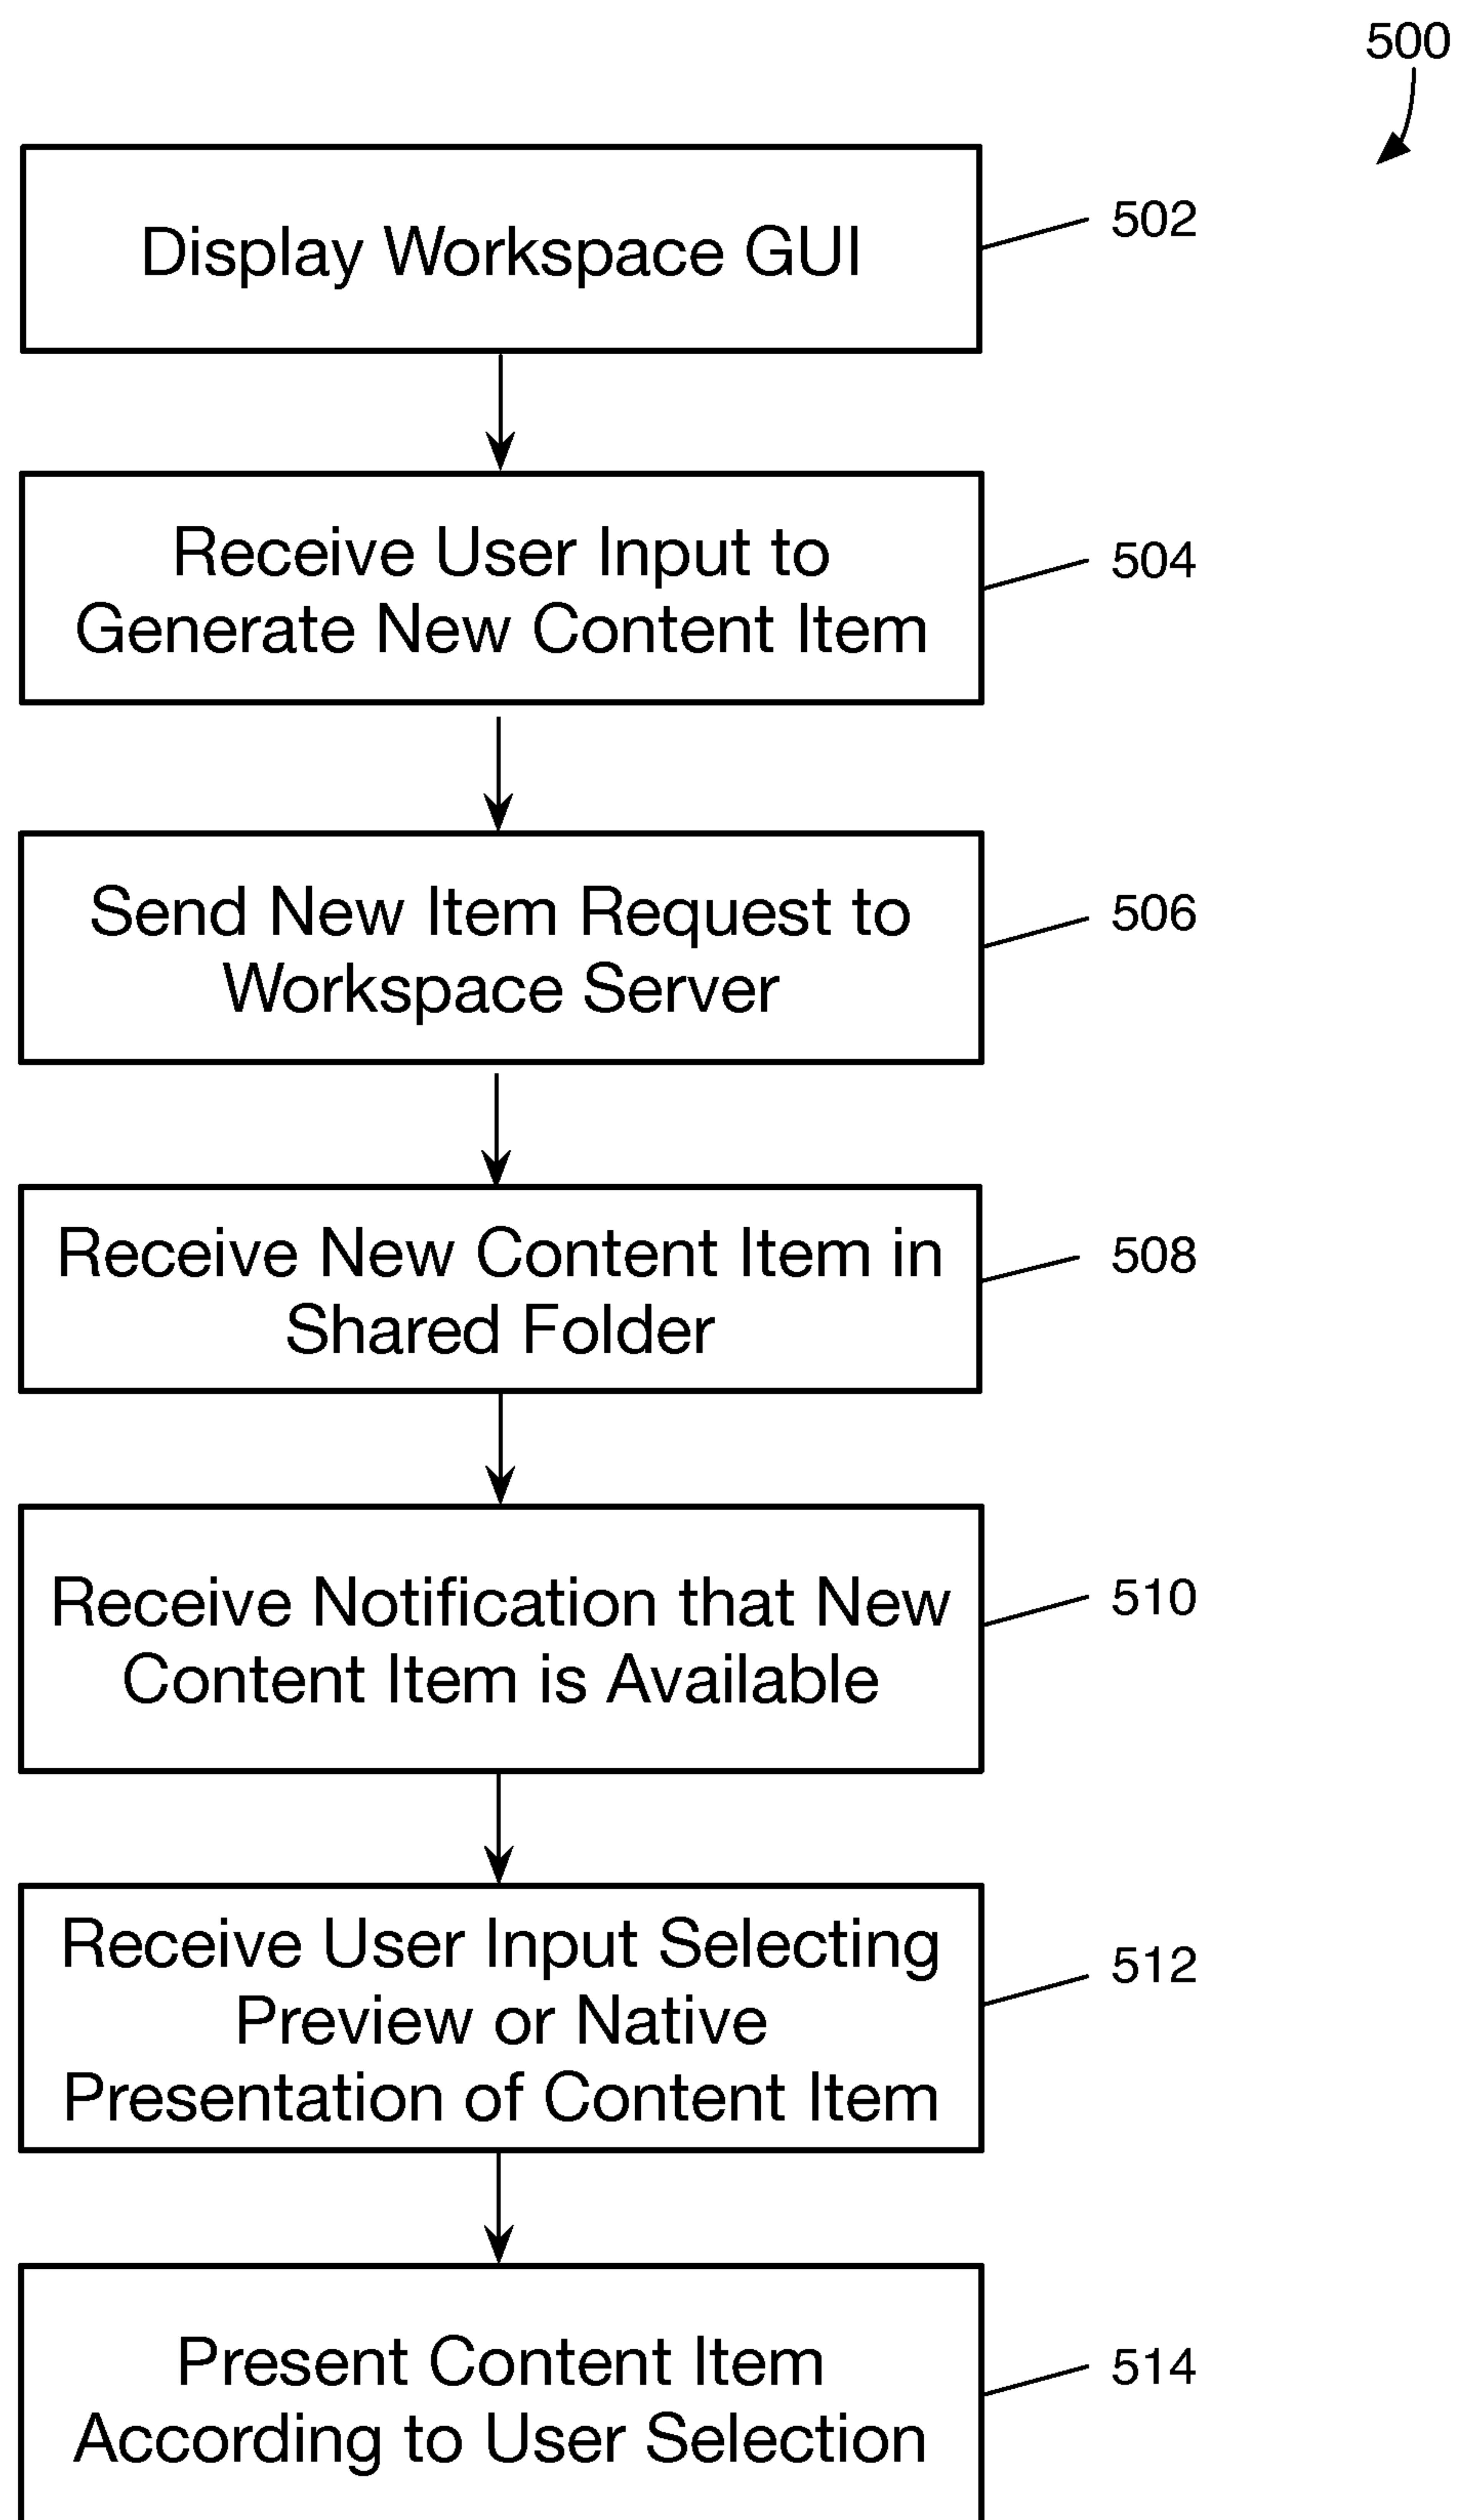 500
Display Workspace GUI
502
Receive User Input to
Generate New Content Item
504
Send New Item Request to
Workspace Server
506
Receive New Content Item in
Shared Folder
508
Receive Notification that New
Content Item is Available
510
Receive User Input Selecting
Preview or Native
Presentation of Content Item
512
Present Content Item
According to User Selection
514